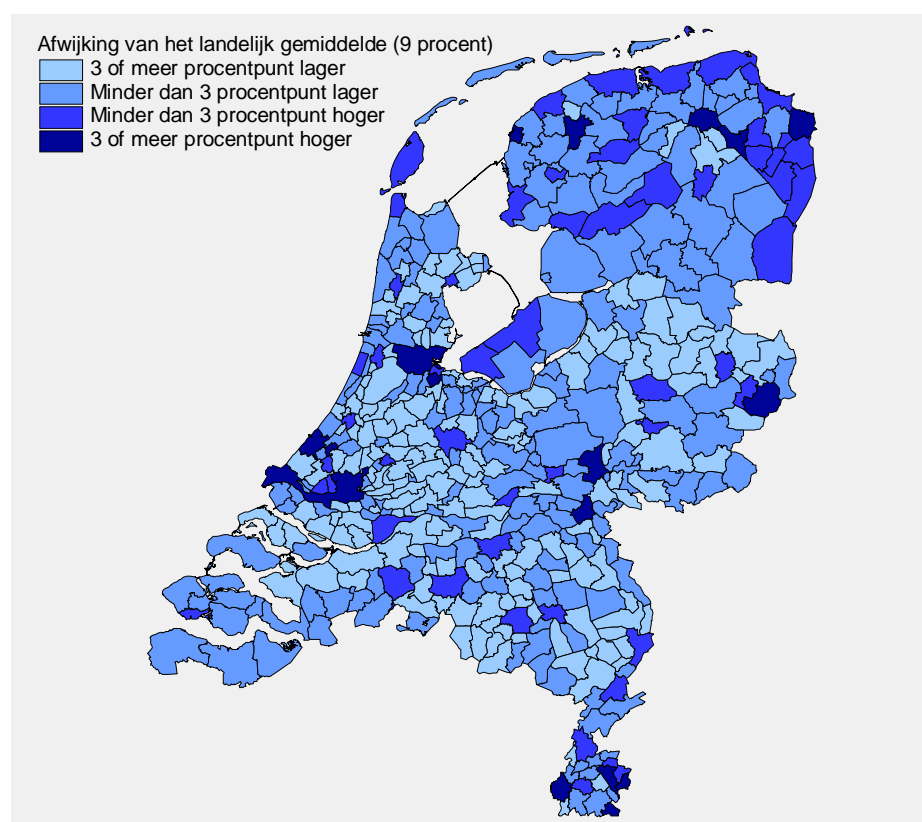 Afwijking van het landelijk gemiddelde (9 procent)
3 of meer procentpunt lager
Minder dan 3 procentpunt lager
Minder dan 3 procentpunt hoger
3 of meer procentpunt hoger